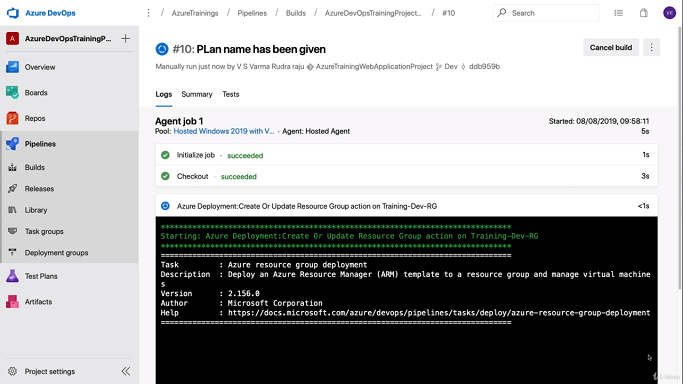 Azure DevOps
/ AzureTrainings / Pipelines / Builds / AzureDevOpsTrainingProject... / #10
Search
VF
A AzureDevOpsTrainingP...
Overview
Boards
Repos
Pipelines
Builds
Releases
Library
Task groups
Deployment groups
Test Plans
Artifacts
Project settings
#10: PLan name has been given
Cancel build
Manually run just now by V S Varma Rudra raju AzureTrainingWebApplicationProject Dev ddb959b
Logs Summary Tests
Agent job 1
Started: 08/08/2019, 09:58:11
Pool: Hosted Windows 2019 with V... · Agent: Hosted Agent
5s
Initialize job · succeeded
1s
Checkout · succeeded
3s
Azure Deployment:Create Or Update Resource Group action on Training-Dev-RG
<1s
******************************************************************************
Starting: Azure Deployment:Create Or Update Resource Group action on Training-Dev-RG
******************************************************************************
==============================================================================
Task : Azure resource group deployment
Description : Deploy an Azure Resource Manager (ARM) template to a resource group and manage virtual machine
s
Version : 2.156.0
Author : Microsoft Corporation
Help : https://docs.microsoft.com/azure/devops/pipelines/tasks/deploy/azure-resource-group-deployment
==============================================================================